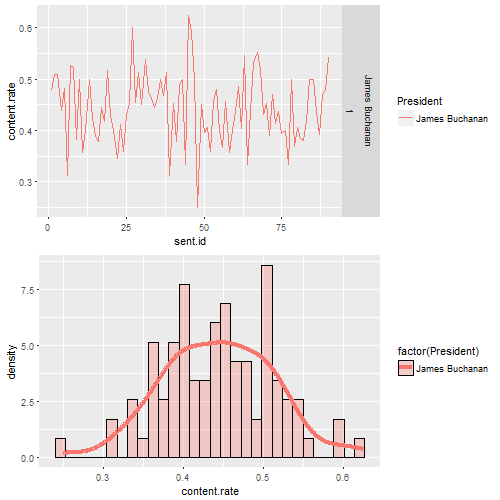 0.6
0.5
0.4
0.3
content.rate
0
25
50
75
sent.id
James Buchanan
1
President
James Buchanan
7.5
5.0
2.5
0.0
density
0.3
0.4
0.5
0.6
content.rate
factor(President)
James Buchanan